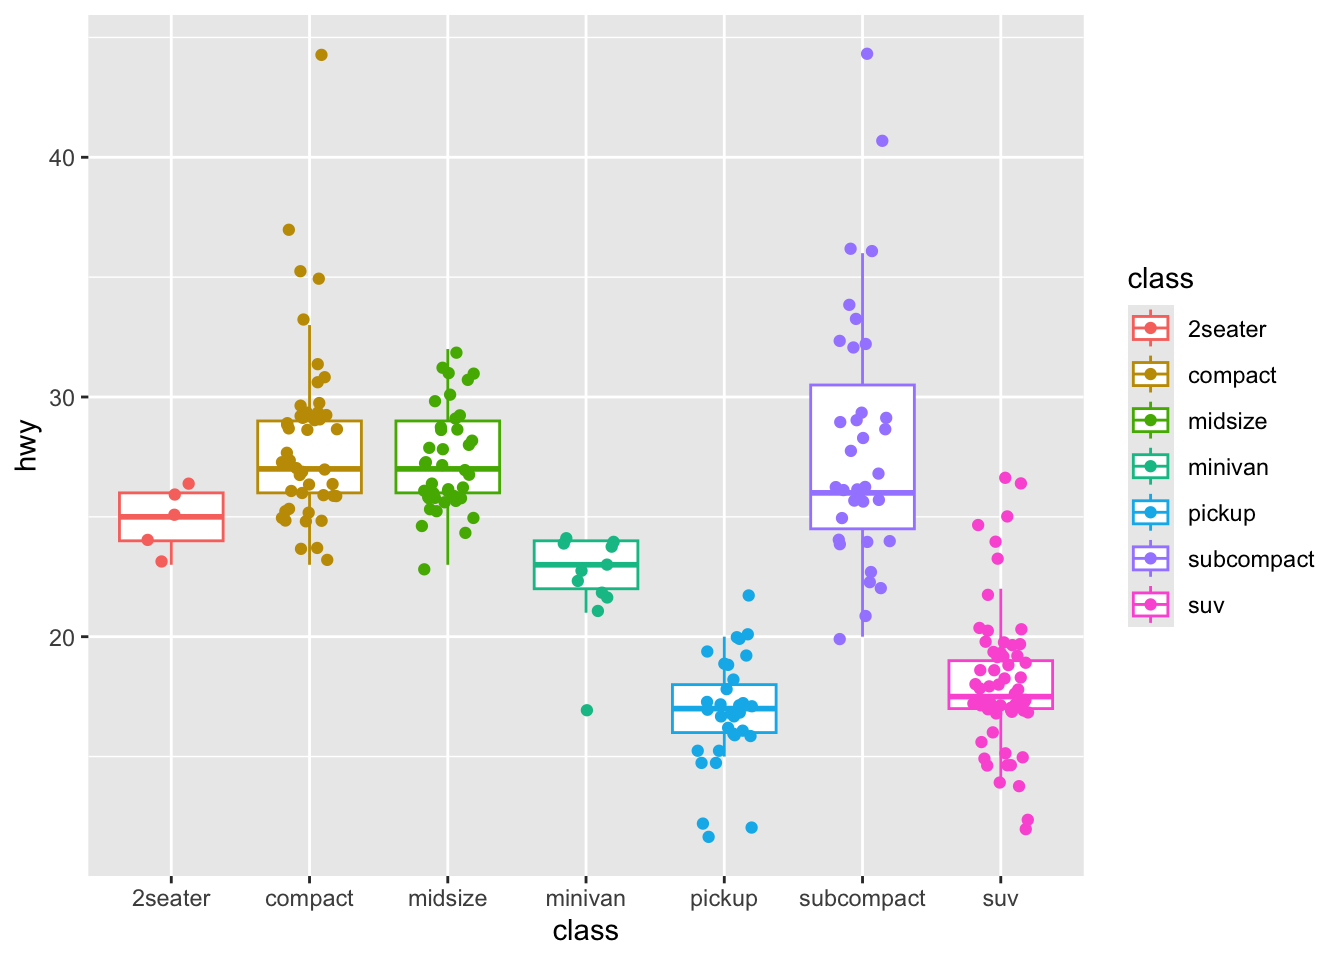 hwy
40
30
20
2seater
compact
midsize
minivan
pickup
subcompact
suv
class
class
2seater
compact
midsize
minivan
pickup
subcompact
suv